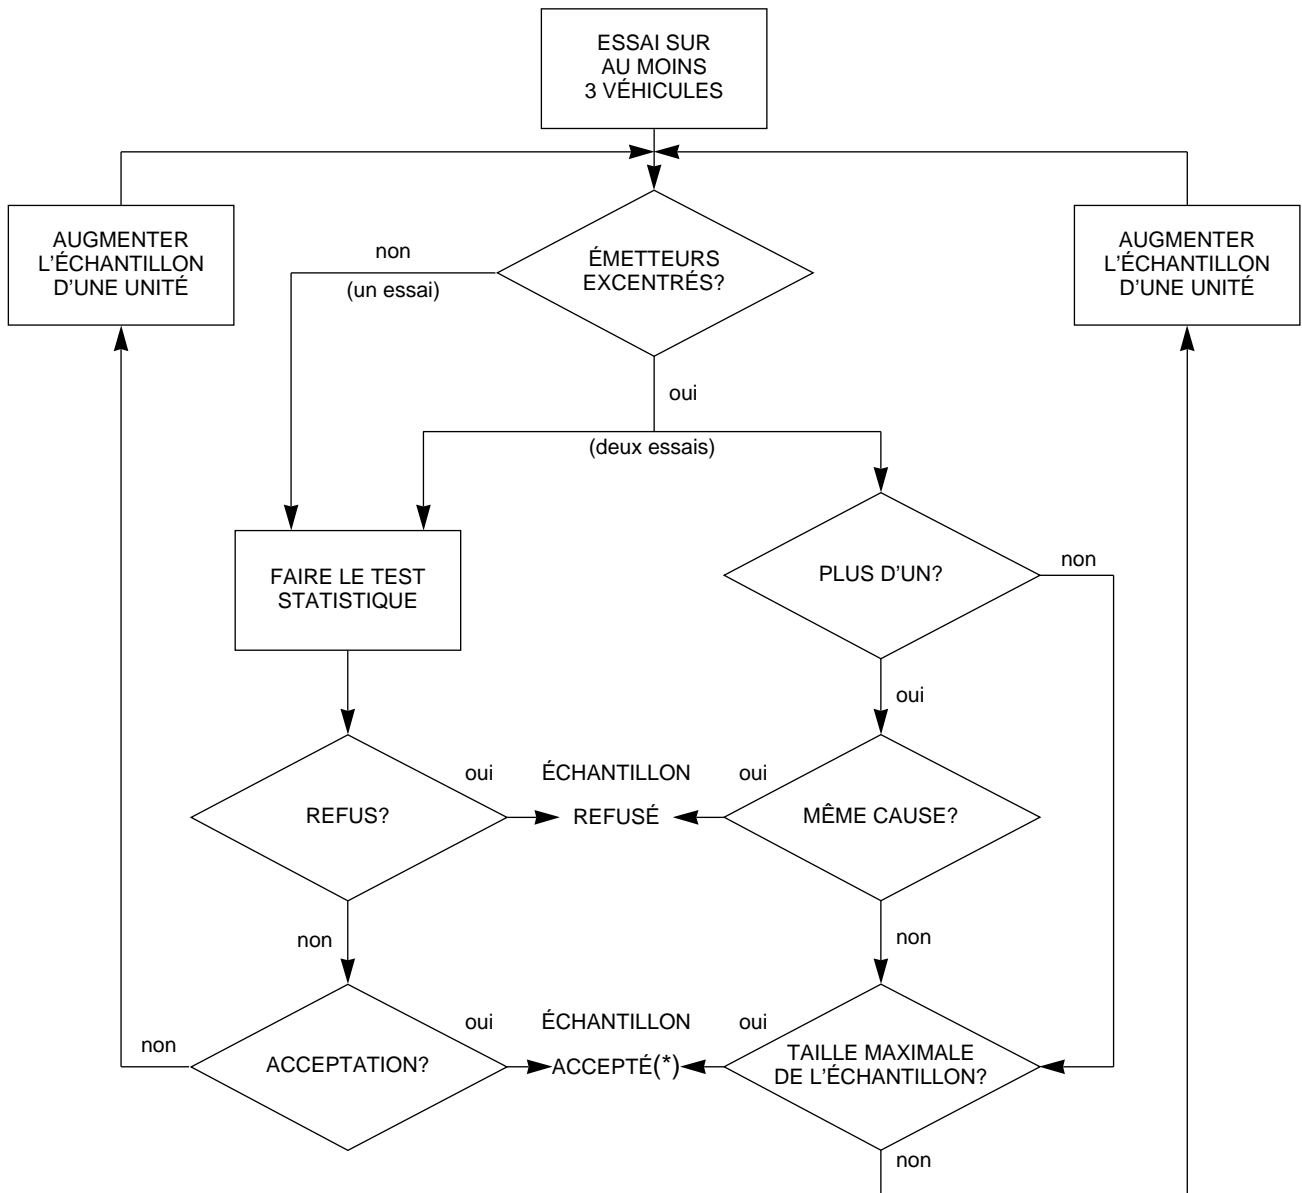 ESSAI SUR
AU MOINS
3 VÉHICULES
AUGMENTER
L'ÉCHANTILLON
D'UNE UNITÉ
non
(un essai)
ÉMETTEURS
EXCENTRÉS?
AUGMENTER
L'ÉCHANTILLON
D'UNE UNITÉ
oui
(deux essais)
FAIRE LE TEST
STATISTIQUE
PLUS D'UN?
non
oui
REFUS?
oui
ÉCHANTILLON
REFUSÉ
oui
MÊME CAUSE?
non
non
non
ACCEPTATION?
oui
ÉCHANTILLON
ACCEPTÉ(*)
oui
TAILLE MAXIMALE
DE L'ÉCHANTILLON?
non